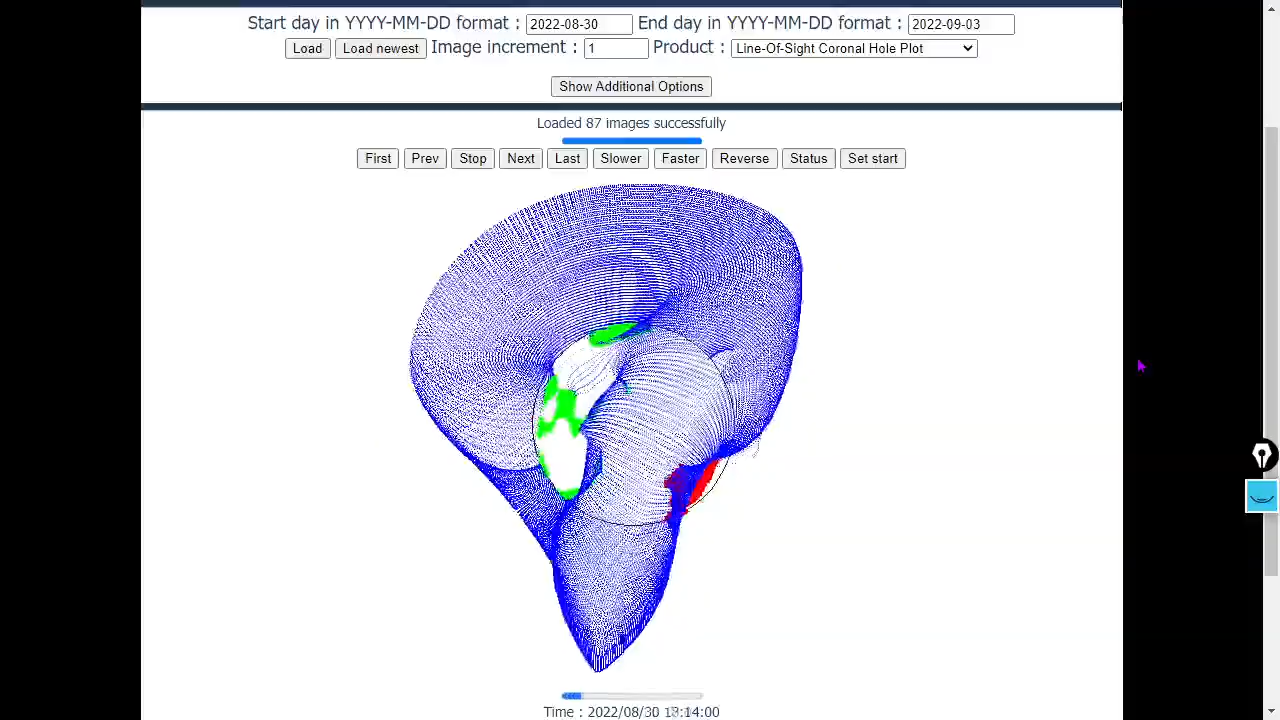 Start day in YYYY-MM-DD format : 2022-08-30 End day in YYYY-MM-DD format : 2022-09-03
Load Load newest Image increment : 1 Product : Line-Of-Sight Coronal Hole Plot
Show Additional Options
Loaded 87 images successfully
First Prev Stop Next Last Slower Faster Reverse Status Set start
Time : 2022/08/30